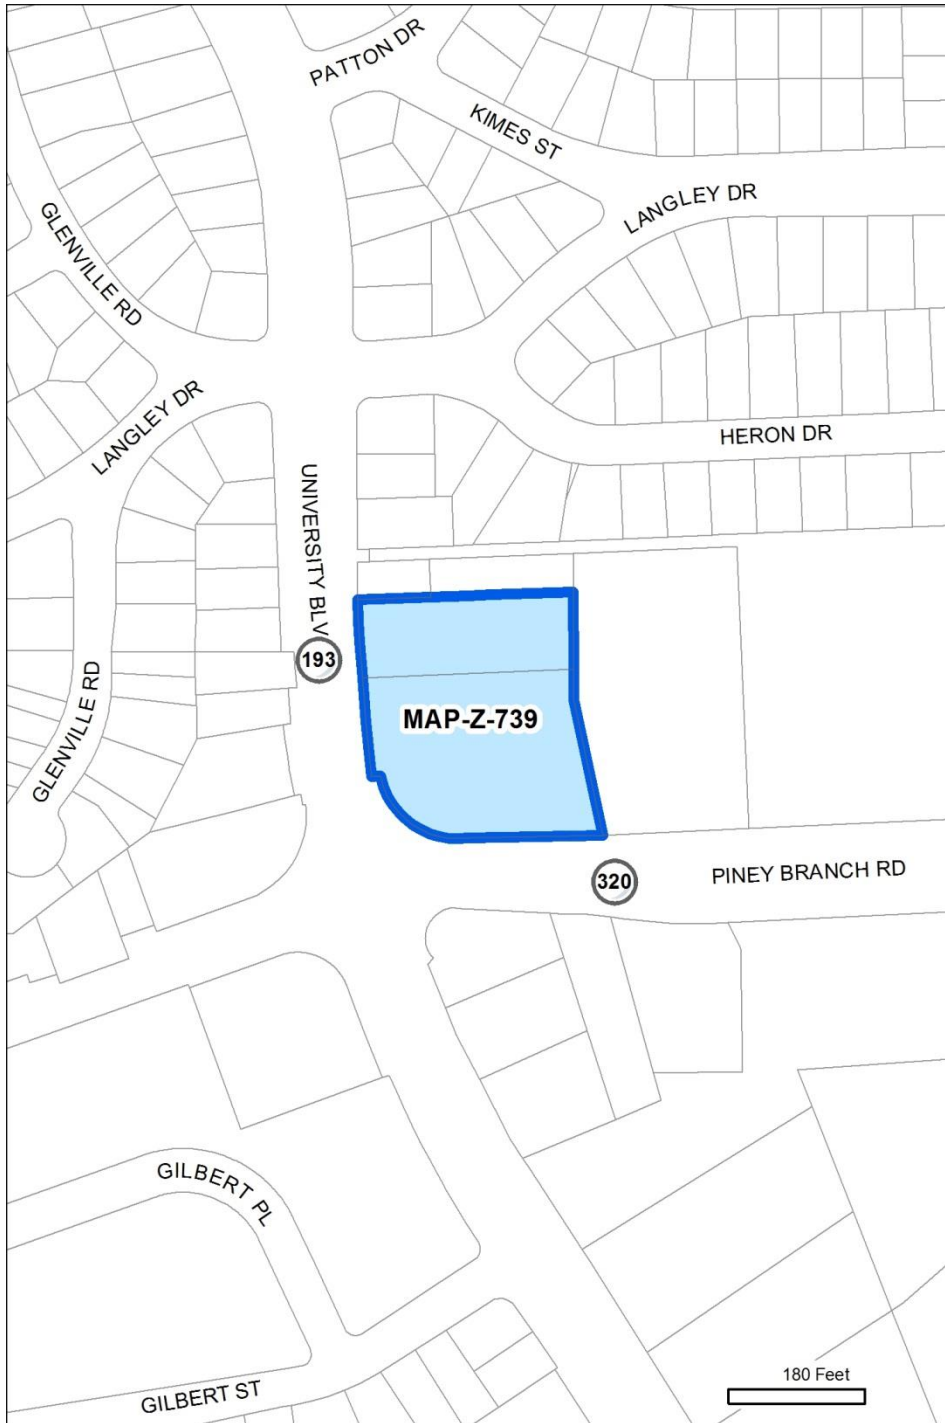 PATTON DR
KIMES ST
LANGLEY DR
GLENVILLE RD
LANGLEY DR
HERON DR
UNIVERSITY BLV
193
MAP-Z-739
GLENVILLE RD
320
PINEY BRANCH RD
GILBERT PL
180 Feet
GILBERT ST